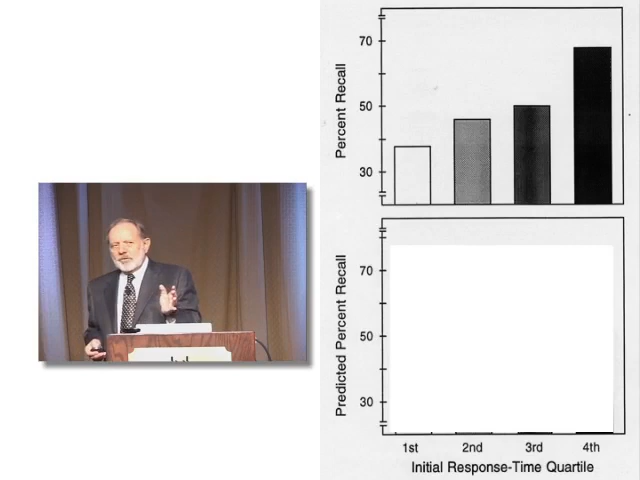 70
50
30
Percent Recall
70
50
30
Predicted Percent Recall
1st 2nd 3rd 4th
Initial Response-Time Quartile